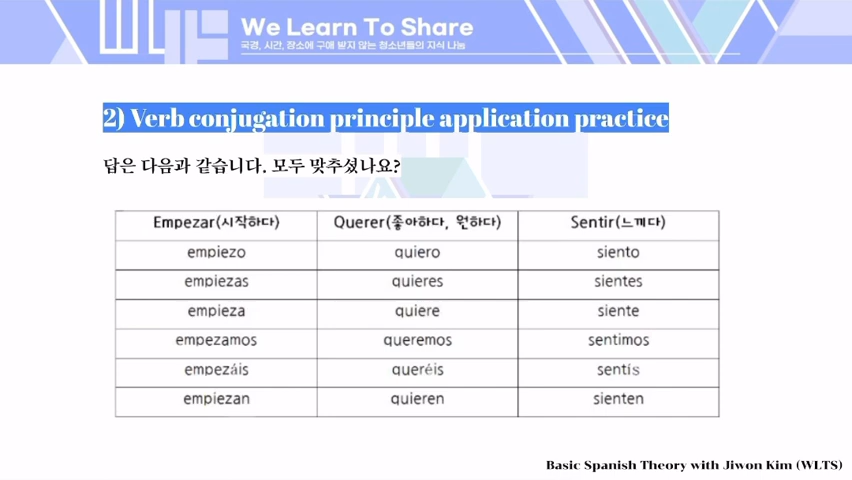 We Learn To Share
국경, 시간, 장소에 구애 받지 않는 청소년들의 지식 나눔
2) Verb conjugation principle application practice
답은 다음과 같습니다. 모두 맞추셨나요?
Empezar(시작하다) Querer(좋아하다, 원하다) Sentir(느끼다)
empiezo quiero siento
empiezas quieres sientes
empieza quiere siente
empezamos queremos sentimos
empezáis queréis sentís
empiezan quieren sienten
Basic Spanish Theory with Jiwon Kim (WLTS)